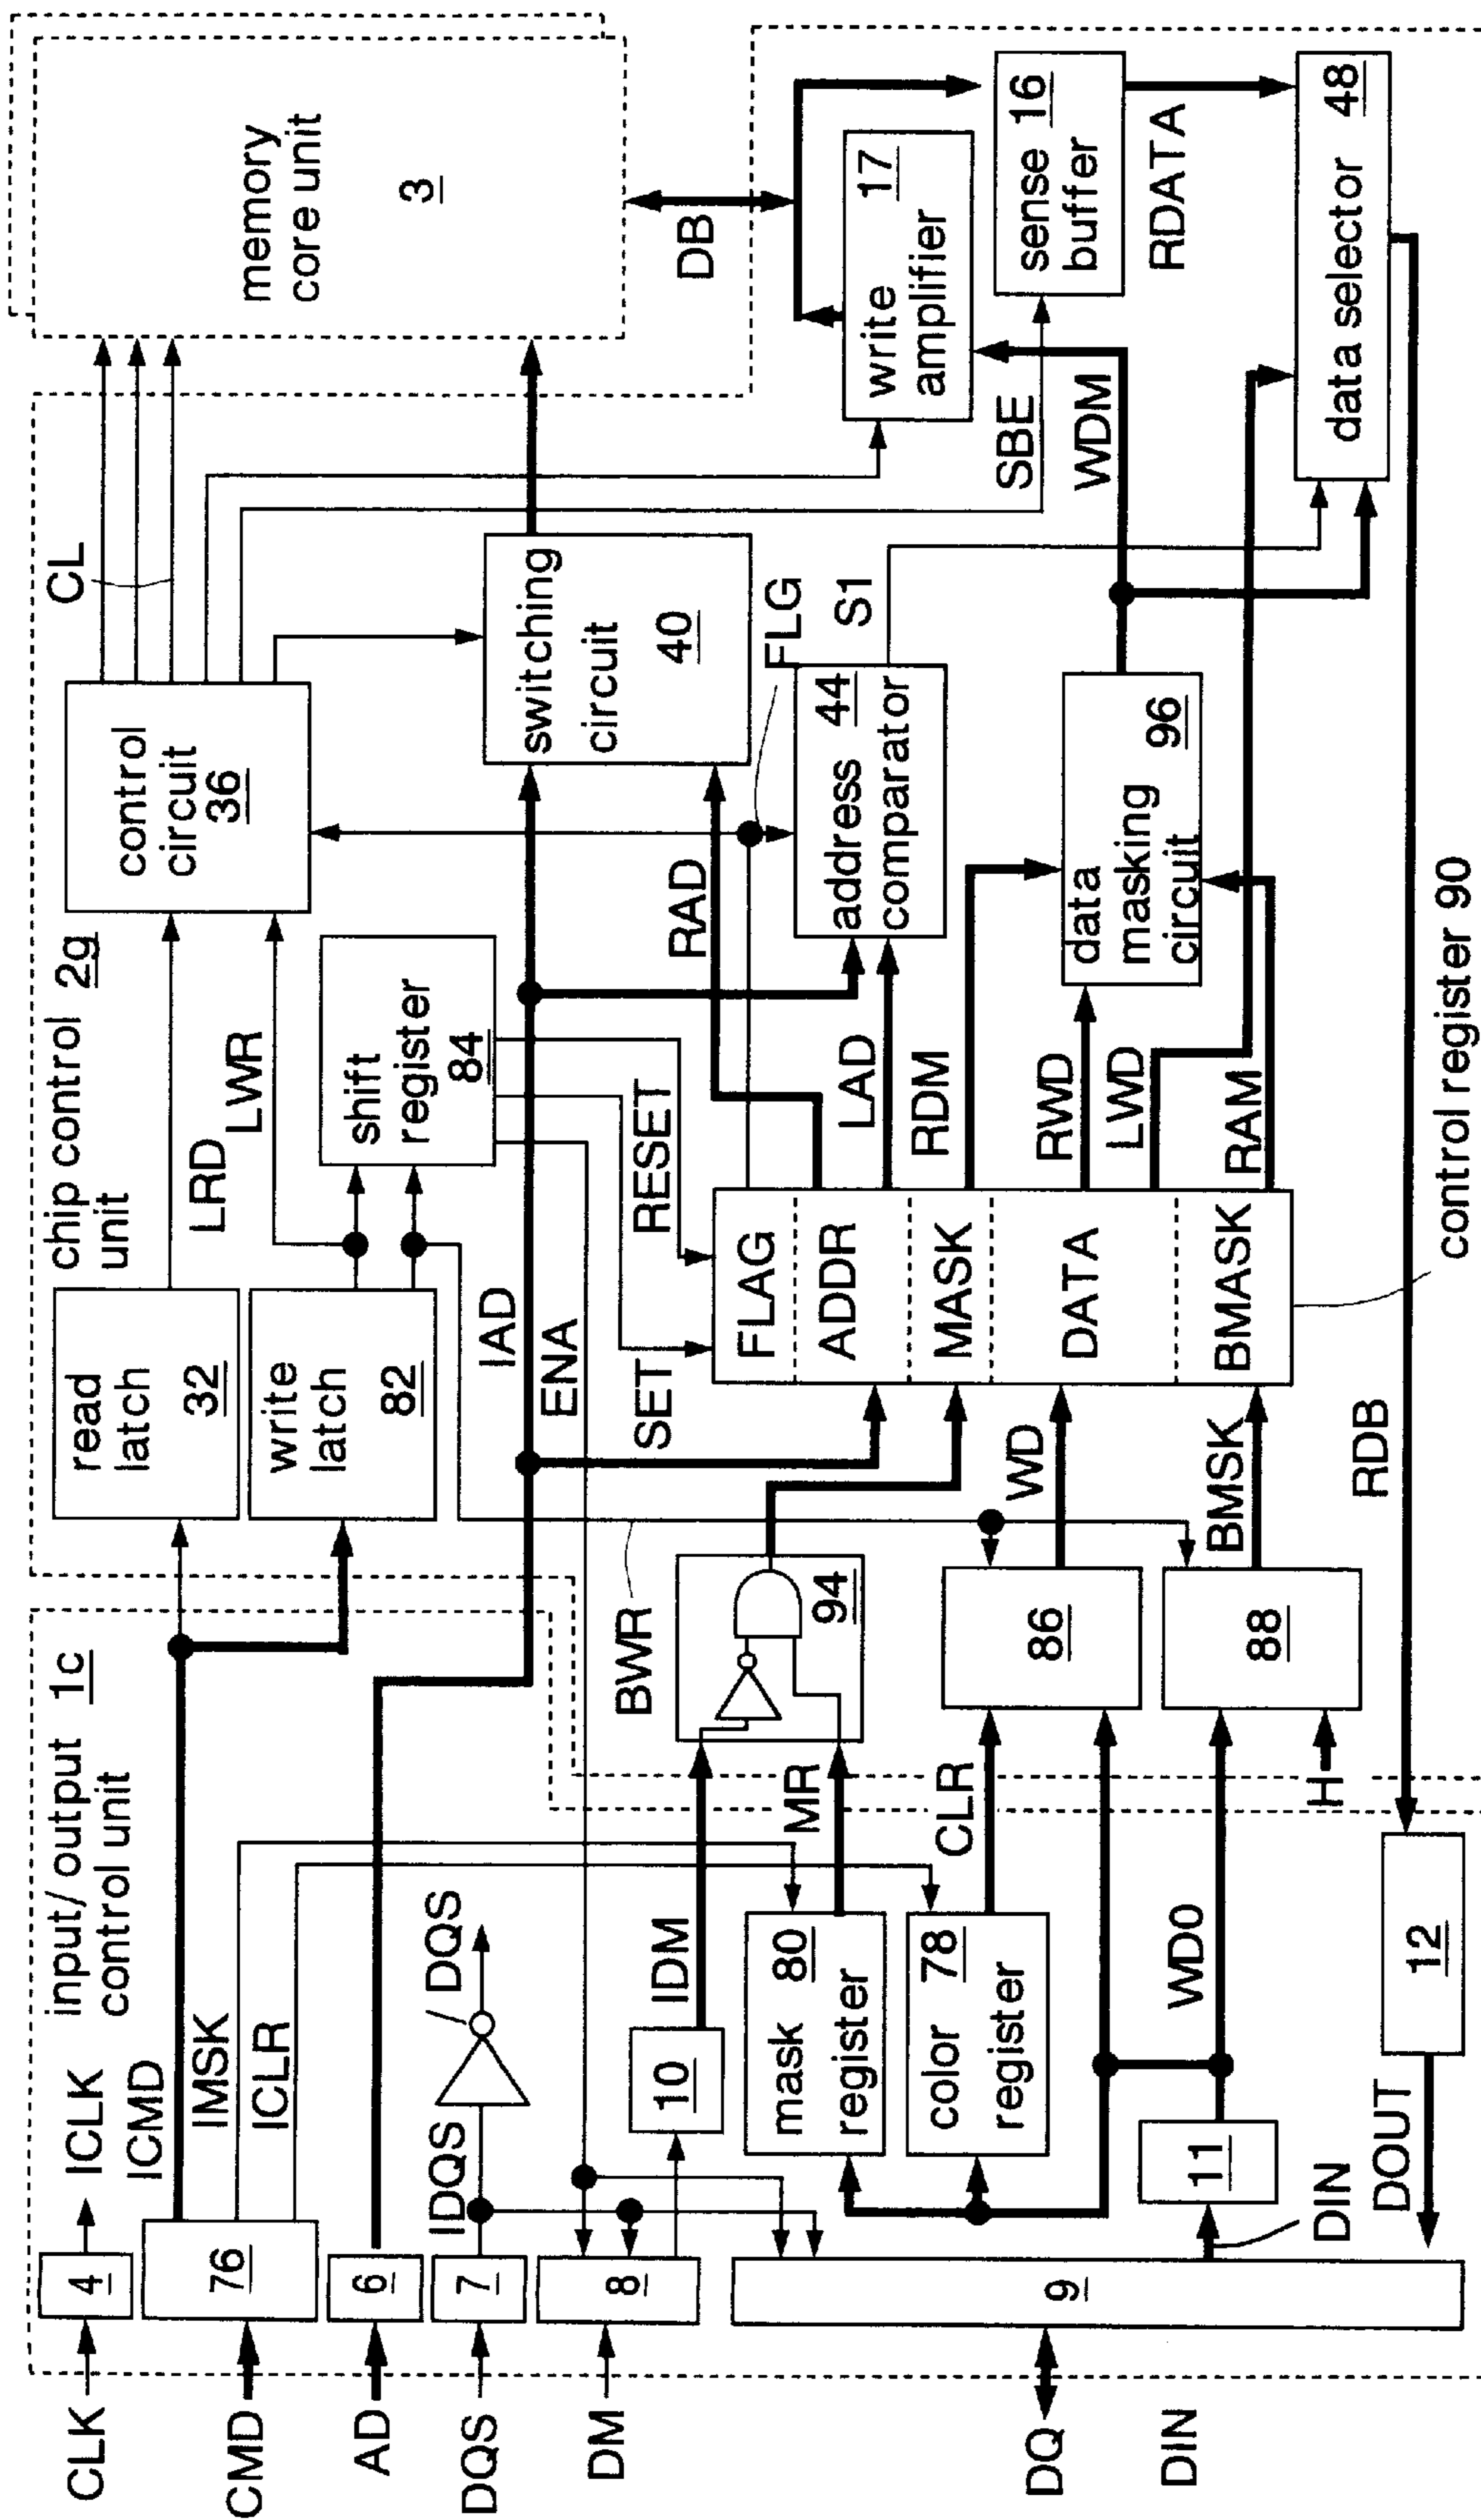 CLK
CMD
AD
DQS
DM
DQ
DIN
input/output 1c
control unit
4
ICLK
76
ICMD
IMSK
ICLR
6
7
IDQS
DQS
8
10
IDM
9
mask 80
register
MR
color 78
register
CLR
11
DIN
WD0
H
12
DOUT
RDB
chip control 2g
unit
read
latch
32
write
latch
82
LRD
LWR
shift
register
84
control
circuit
36
CL
IAD
ENA
SET
RESET
BWR
94
86
88
WD
BMSK
FLAG
ADDR
MASK
DATA
BMASK
control register 90
RAD
LAD
RDM
RWD
LWD
RAM
switching
circuit
40
FLG
address 44
comparator
S1
data
masking
circuit
96
SBE
WDM
memory
core unit
3
DB
write
amplifier
17
sense 16
buffer
RDATA
data selector 48